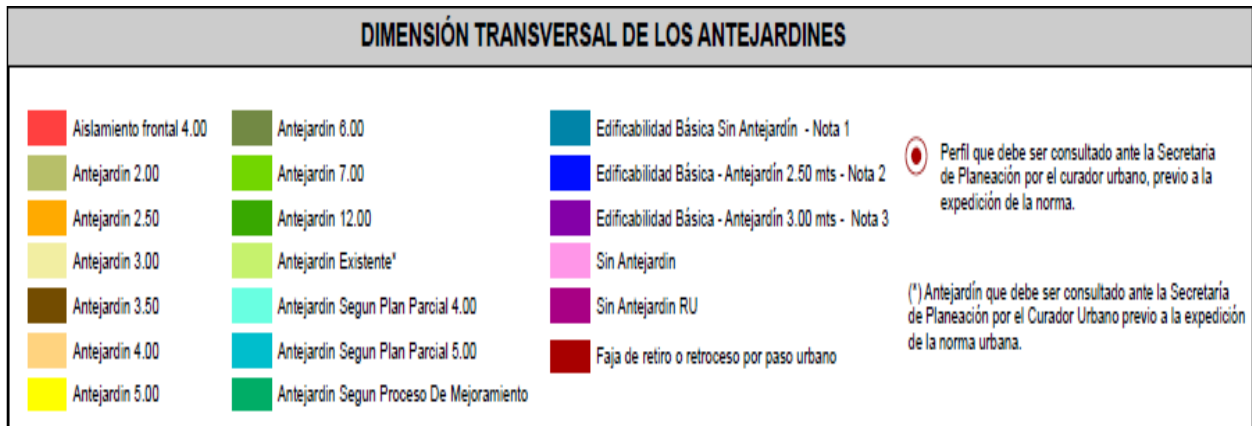 DIMENSIÓN TRANSVERSAL DE LOS ANTEJARDINES
Aislamiento frontal 4.00
Antejardin 2.00
Antejardin 2.50
Antejardin 3.00
Antejardin 3.50
Antejardin 4.00
Antejardin 5.00
Antejardin 6.00
Antejardin 7.00
Antejardin 12.00
Antejardin Existente*
Antejardin Segun Plan Parcial 4.00
Antejardin Segun Plan Parcial 5.00
Antejardin Segun Proceso De Mejoramiento
Edificabilidad Básica Sin Antejardín - Nota 1
Edificabilidad Básica - Antejardín 2.50 mts - Nota 2
Edificabilidad Básica - Antejardín 3.00 mts - Nota 3
Sin Antejardin
Sin Antejardin RU
Faja de retiro o retroceso por paso urbano
Perfil que debe ser consultado ante la Secretaria
de Planeación por el curador urbano, previo a la
expedición de la norma.
(*) Antejardín que debe ser consultado ante la Secretaría
de Planeación por el Curador Urbano previo a la expedición
de la norma urbana.